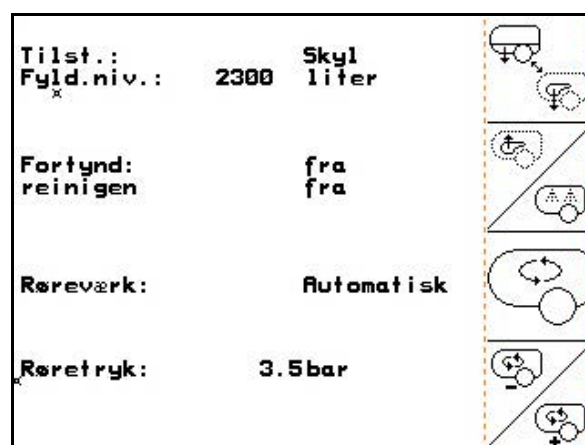 Tilst.: Skyl
Fyld.niv.: 2300 liter
Fortynd: fra
reinigen fra
Røreværk: Automatisk
Røretryk: 3.5bar